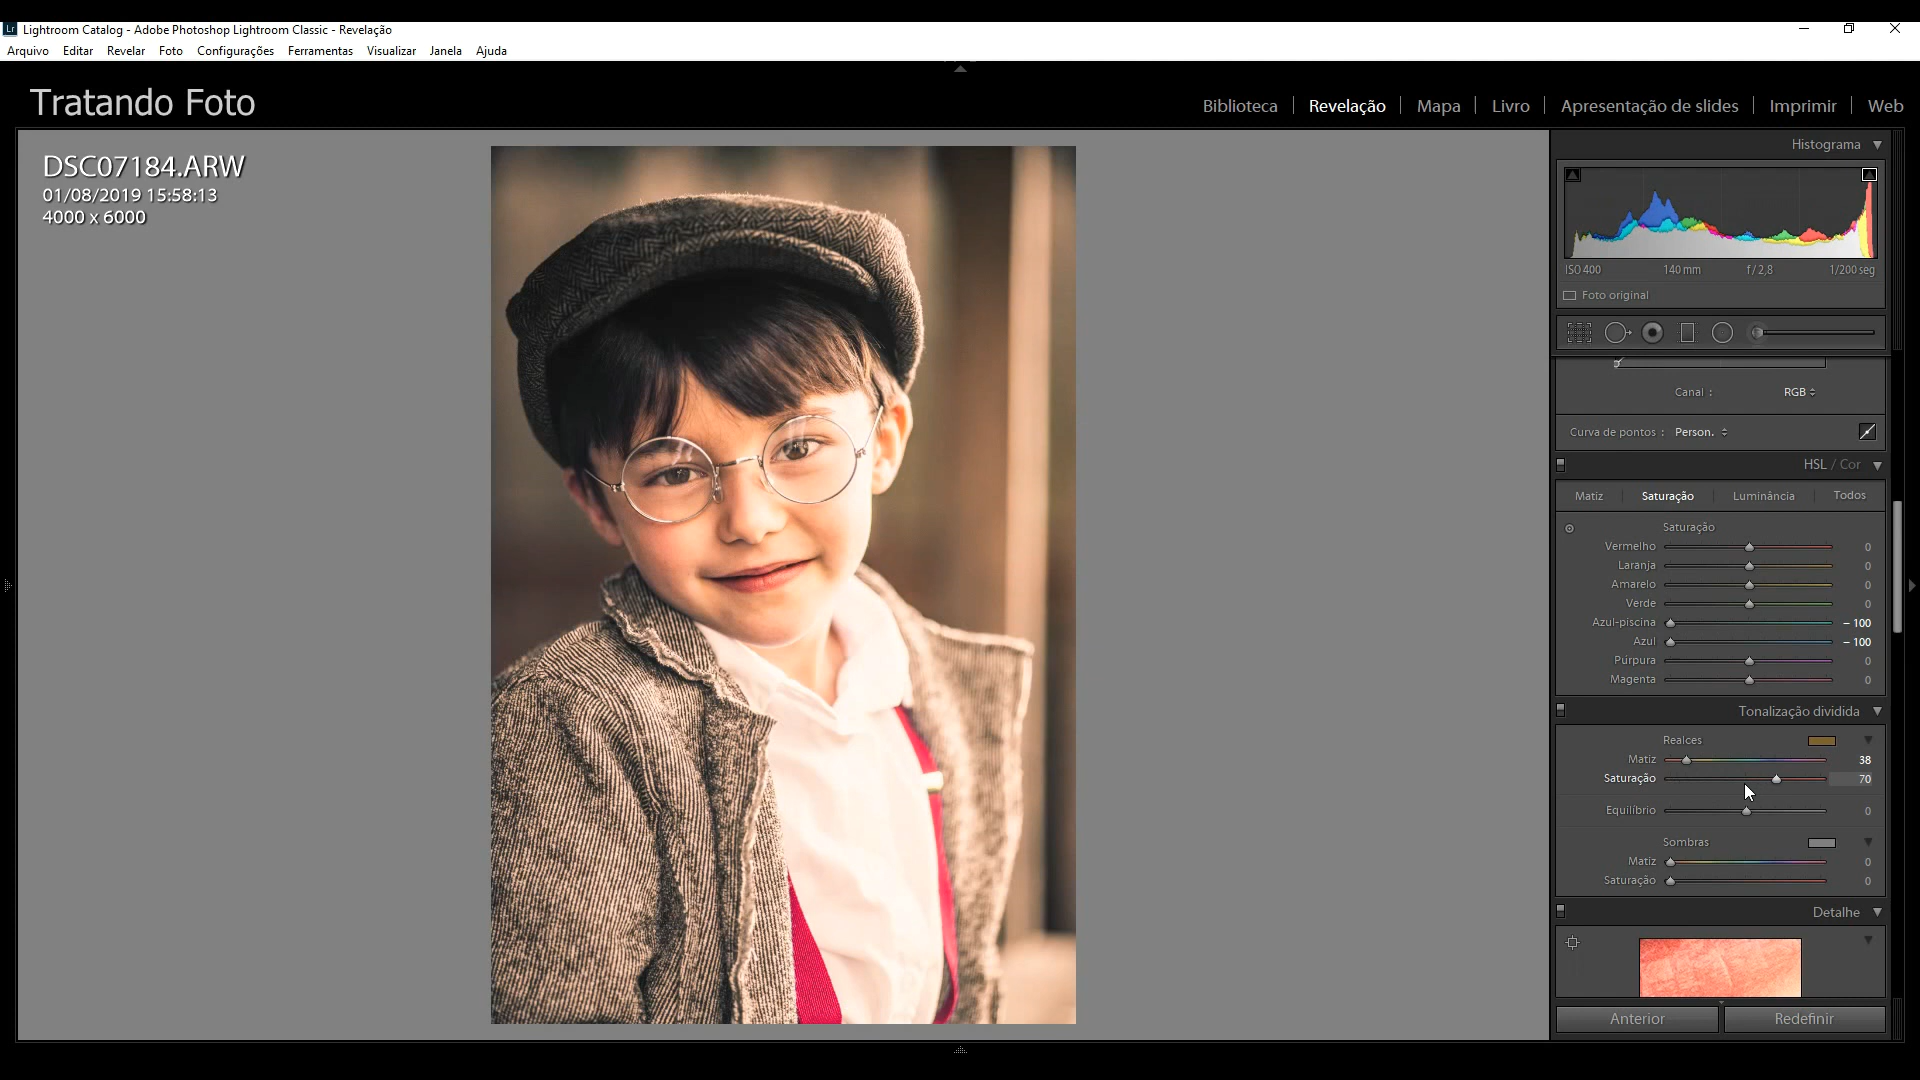 Lightroom Catalog - Adobe Photoshop Lightroom Classic - Revelação
Arquivo Editar Revelar Foto Configurações Ferramentas Visualizar Janela Ajuda
Tratando Foto
Biblioteca Revelação Mapa Livro Apresentação de slides Imprimir Web
DSC07184.ARW
01/08/2019 15:58:13
4000 x 6000
Histograma
ISO 400 140 mm f / 2,8 1/200 seg
Foto original
Canal : RGB
Curva de pontos : Person.
HSL / Cor
Matiz Saturação Luminância Todos
Saturação
Vermelho 0
Laranja 0
Amarelo 0
Verde 0
Azul-piscina – 100
Azul – 100
Púrpura 0
Magenta 0
Tonalização dividida
Realces
Matiz 38
Saturação 70
Equilíbrio 0
Sombras
Matiz 0
Saturação 0
Detalhe
Anterior Redefinir